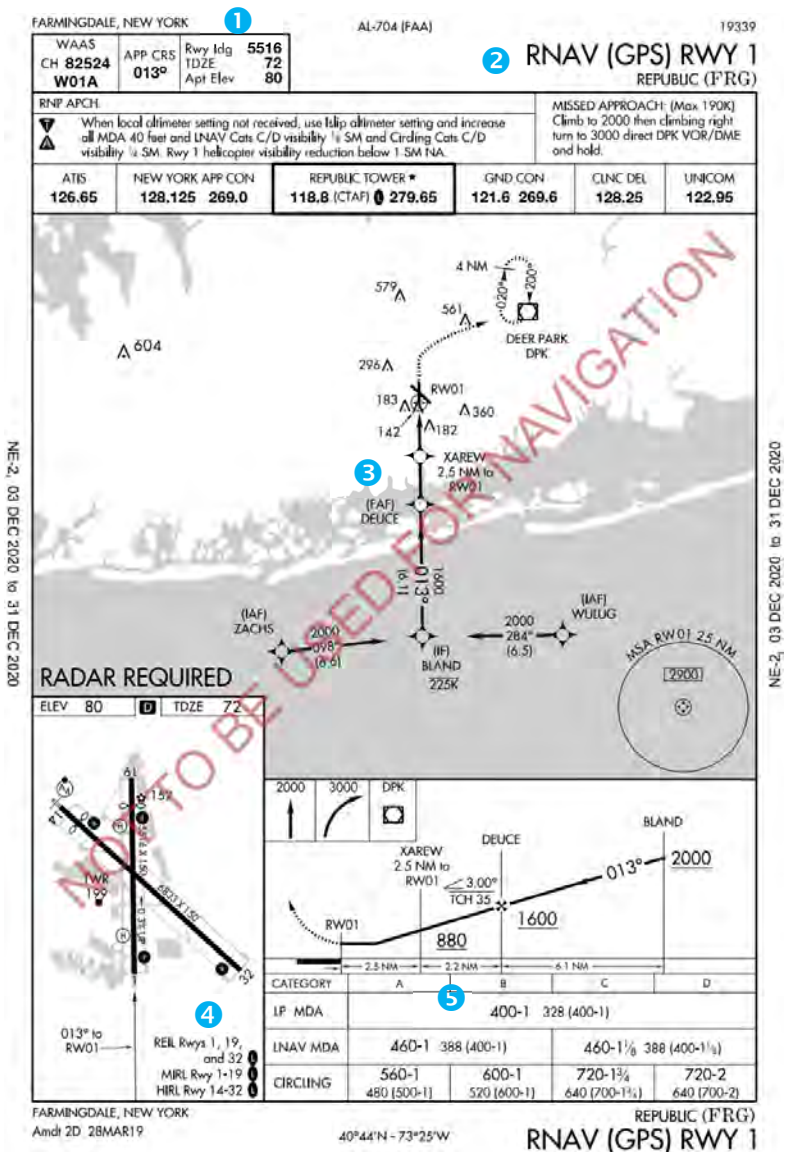 FARMINGDALE, NEW YORK
1
AL-704 (FAA)
19339
WAAS
CH 82524
W01A
APP CRS
013º
Rwy ldg 5516
TDZE 72
Apt Elev 80
2
RNAV (GPS) RWY 1
REPUBLIC (FRG)
RNP APCH.
T
A
When local altimeter setting not received, use Islip altimeter setting and increase
all MDA 40 feet and LNAV Cats C/D visibility ⅛ SM and Circling Cats C/D
visibility ¼ SM. Rwy 1 helicopter visibility reduction below 1 SM NA.
MISSED APPROACH: (Max 190K)
Climb to 2000 then climbing right
turn to 3000 direct DPK VOR/DME
and hold.
ATIS
126.65
NEW YORK APP CON
128.125 269.0
REPUBLIC TOWER ★
118.8 (CTAF) L 279.65
GND CON
121.6 269.6
CLNC DEL
128.25
UNICOM
122.95
4 NM
020°
200°
579
561
DEER PARK
DPK
604
296
RW01
183
360
142
182
XAREW
2.5 NM to
RW01
3
(FAF)
DEUCE
1600
013°
(6.1)
(IAF)
ZACHS
2000
098°
(6.6)
(IAF)
WULUG
2000
284°
(6.5)
(IF)
BLAND
225K
MSA RW01 25 NM
2900
RADAR REQUIRED
NOT TO BE USED FOR NAVIGATION
NE-2, 03 DEC 2020 to 31 DEC 2020
NE-2, 03 DEC 2020 to 31 DEC 2020
ELEV 80
D
TDZE 72
19
152
14
5516 X 150
6833 X 150
TWR
199
0.3% UP
32
4
013° to
RW01
REIL Rwys 1, 19,
and 32 L
MIRL Rwy 1-19 L
HIRL Rwy 14-32 L
2000
3000
DPK
BLAND
DEUCE
XAREW
2.5 NM to
RW01
3.00°
TCH 35
013°
2000
RW01
1600
880
2.5 NM
2.2 NM
6.1 NM
CATEGORY
A
B
C
D
5
LP MDA
400-1 328 (400-1)
LNAV MDA
460-1 388 (400-1)
460-1⅛ 388 (400-1⅛)
CIRCLING
560-1
480 (500-1)
600-1
520 (600-1)
720-1¾
640 (700-1¾)
720-2
640 (700-2)
FARMINGDALE, NEW YORK
Amdt 2D 28MAR19
40°44'N - 73°25'W
REPUBLIC (FRG)
RNAV (GPS) RWY 1